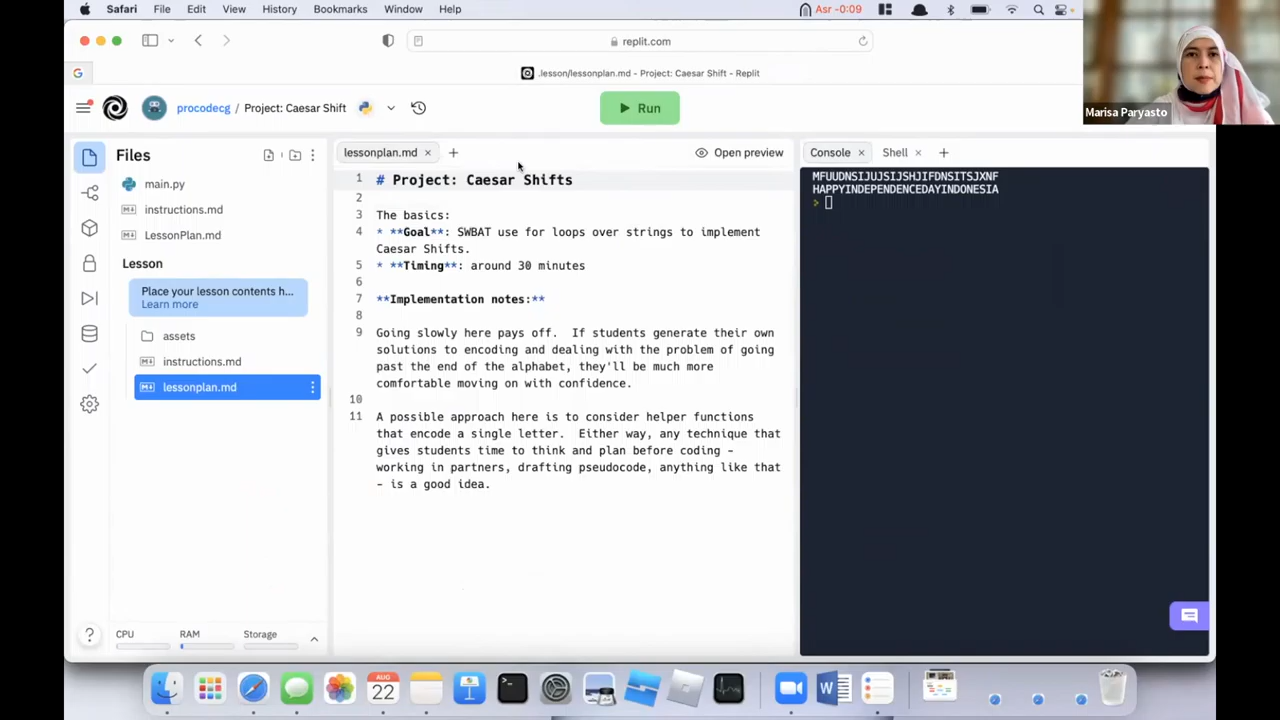 Safari File Edit View History Bookmarks Window Help
Asr -0:09
replit.com
.lesson/lessonplan.md - Project: Caesar Shift - Replit
Marisa Paryasto
procodecg / Project: Caesar Shift
Run
Files
main.py
instructions.md
LessonPlan.md
Lesson
Place your lesson contents h...
Learn more
assets
instructions.md
lessonplan.md
CPU RAM Storage
lessonplan.md
Open preview
1 # Project: Caesar Shifts
2
3 The basics:
4 * **Goal**: SWBAT use for loops over strings to implement
Caesar Shifts.
5 * **Timing**: around 30 minutes
6
7 **Implementation notes:**
8
9 Going slowly here pays off. If students generate their own
solutions to encoding and dealing with the problem of going
past the end of the alphabet, they'll be much more
comfortable moving on with confidence.
10
11 A possible approach here is to consider helper functions
that encode a single letter. Either way, any technique that
gives students time to think and plan before coding -
working in partners, drafting pseudocode, anything like that
- is a good idea.
Console Shell
MFUUDNSIJUJSIJSHJIFDNSITSJXNF
HAPPYINDEPENDENCEDAYINDONESIA
>
AUG
22